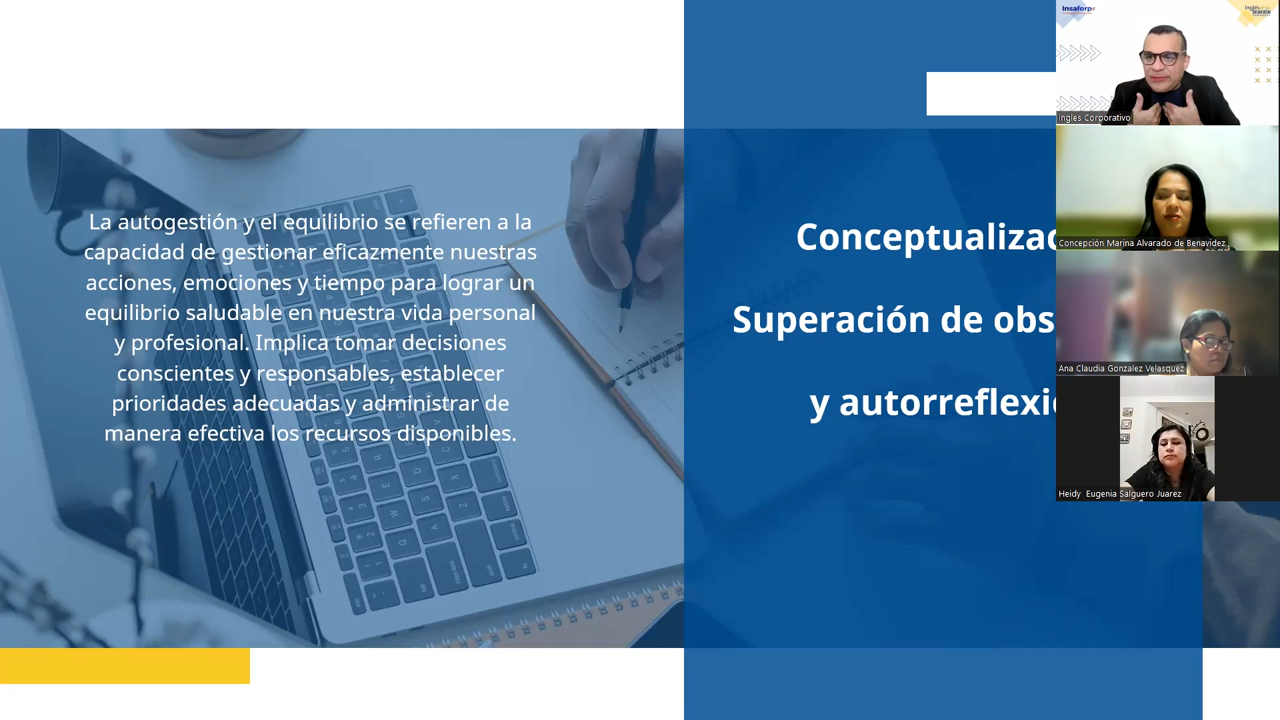 La autogestión y el equilibrio se refieren a la
capacidad de gestionar eficazmente nuestras
acciones, emociones y tiempo para lograr un
equilibrio saludable en nuestra vida personal
y profesional. Implica tomar decisiones
conscientes y responsables, establecer
prioridades adecuadas y administrar de
manera efectiva los recursos disponibles.
Conceptualizac
Superación de obs
y autorreflexi
Insaforp
Ingles Corporativo
Concepción Marina Alvarado de Benavidez
Ana Claudia Gonzalez Velasquez
Heidy Eugenia Salguero Juarez